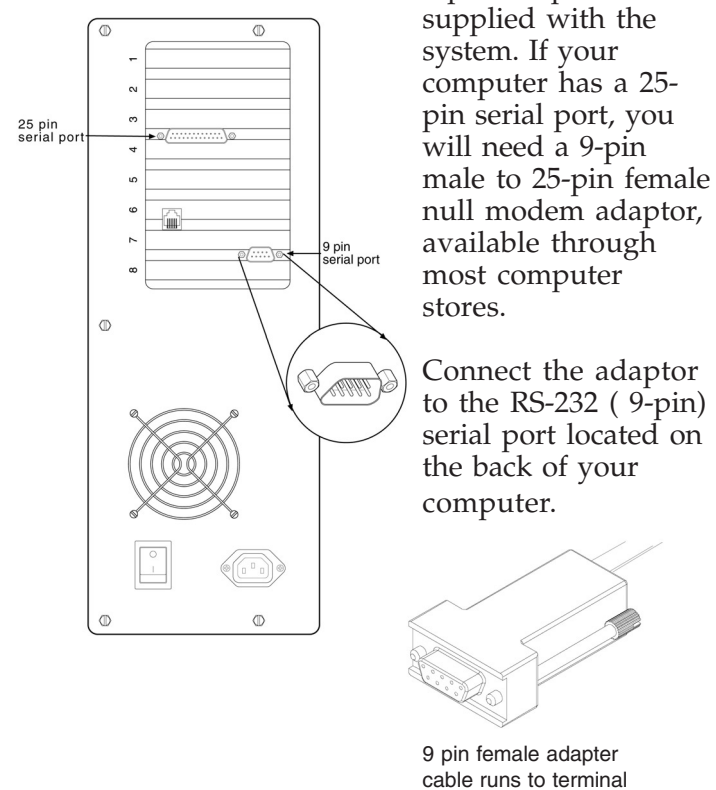 supplied with the
system. If your
computer has a 25-
pin serial port, you
will need a 9-pin
male to 25-pin female
null modem adaptor,
available through
most computer
stores.
Connect the adaptor
to the RS-232 ( 9-pin)
serial port located on
the back of your
computer.
25 pin
serial port
1
2
3
4
5
6
7
8
9 pin
serial port
9 pin female adapter
cable runs to terminal